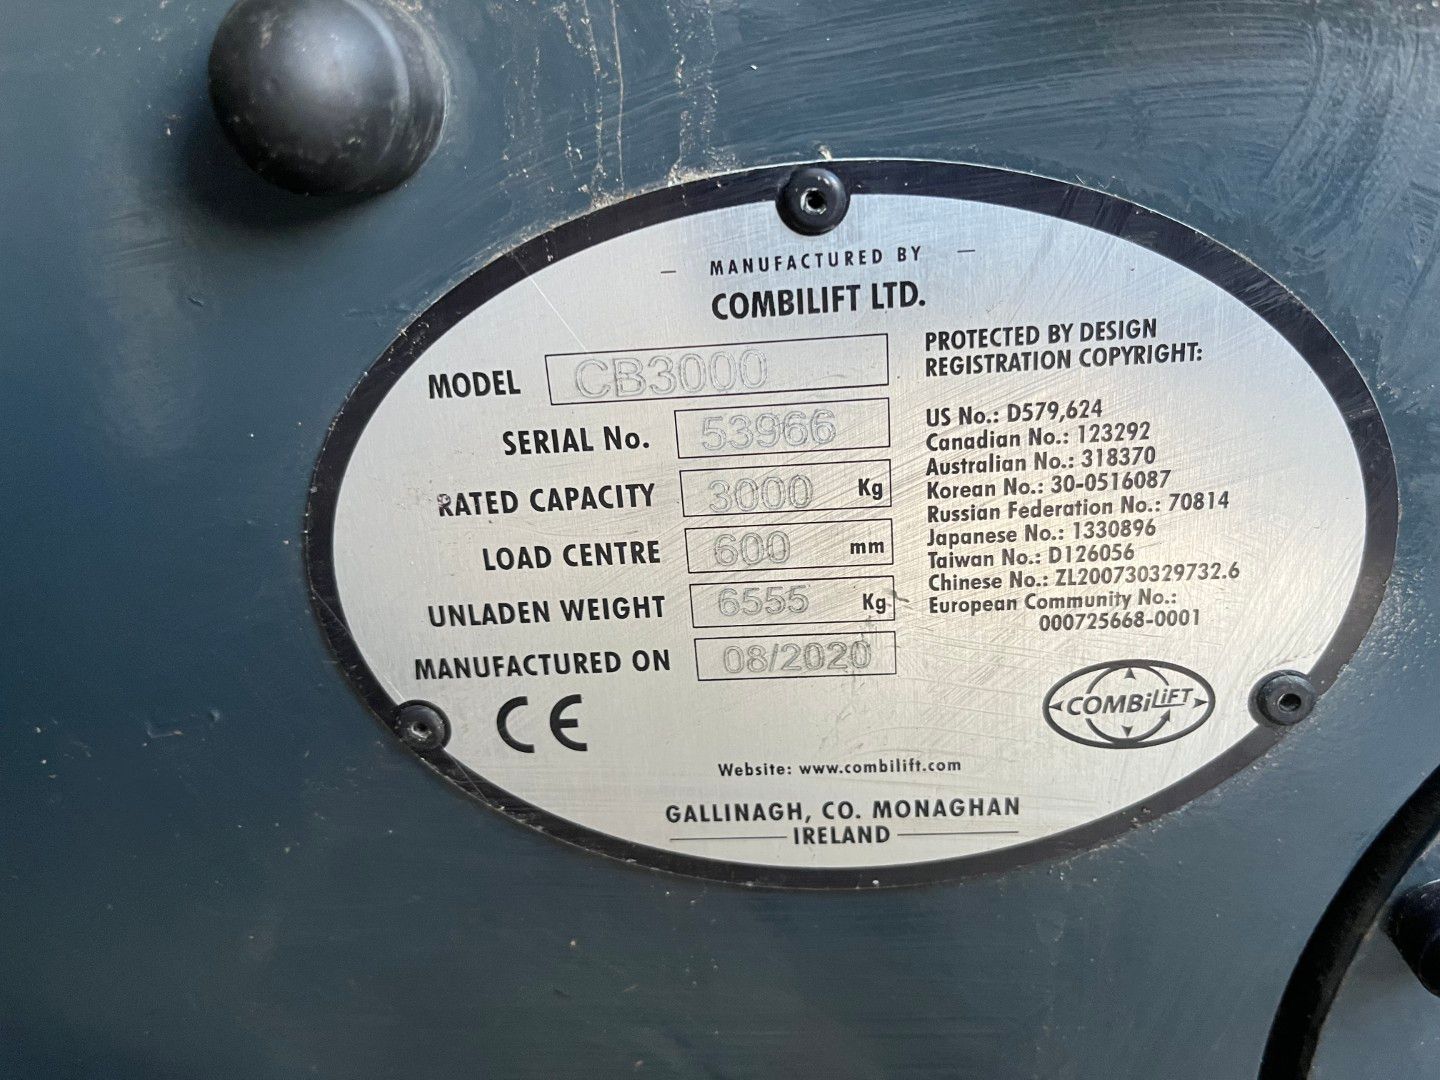 MANUFACTURED BY
COMBILIFT LTD.
MODEL CB3000
SERIAL No. 53966
RATED CAPACITY 3000 Kg
LOAD CENTRE 600 mm
UNLADEN WEIGHT 6555 Kg
MANUFACTURED ON 08/2020
CE
PROTECTED BY DESIGN
REGISTRATION COPYRIGHT:
US No.: D579,624
Canadian No.: 123292
Australian No.: 318370
Korean No.: 30-0516087
Russian Federation No.: 70814
Japanese No.: 1330896
Taiwan No.: D126056
Chinese No.: ZL200730329732.6
European Community No.:
000725668-0001
COMBiLiFT
Website: www.combilift.com
GALLINAGH, CO. MONAGHAN
IRELAND